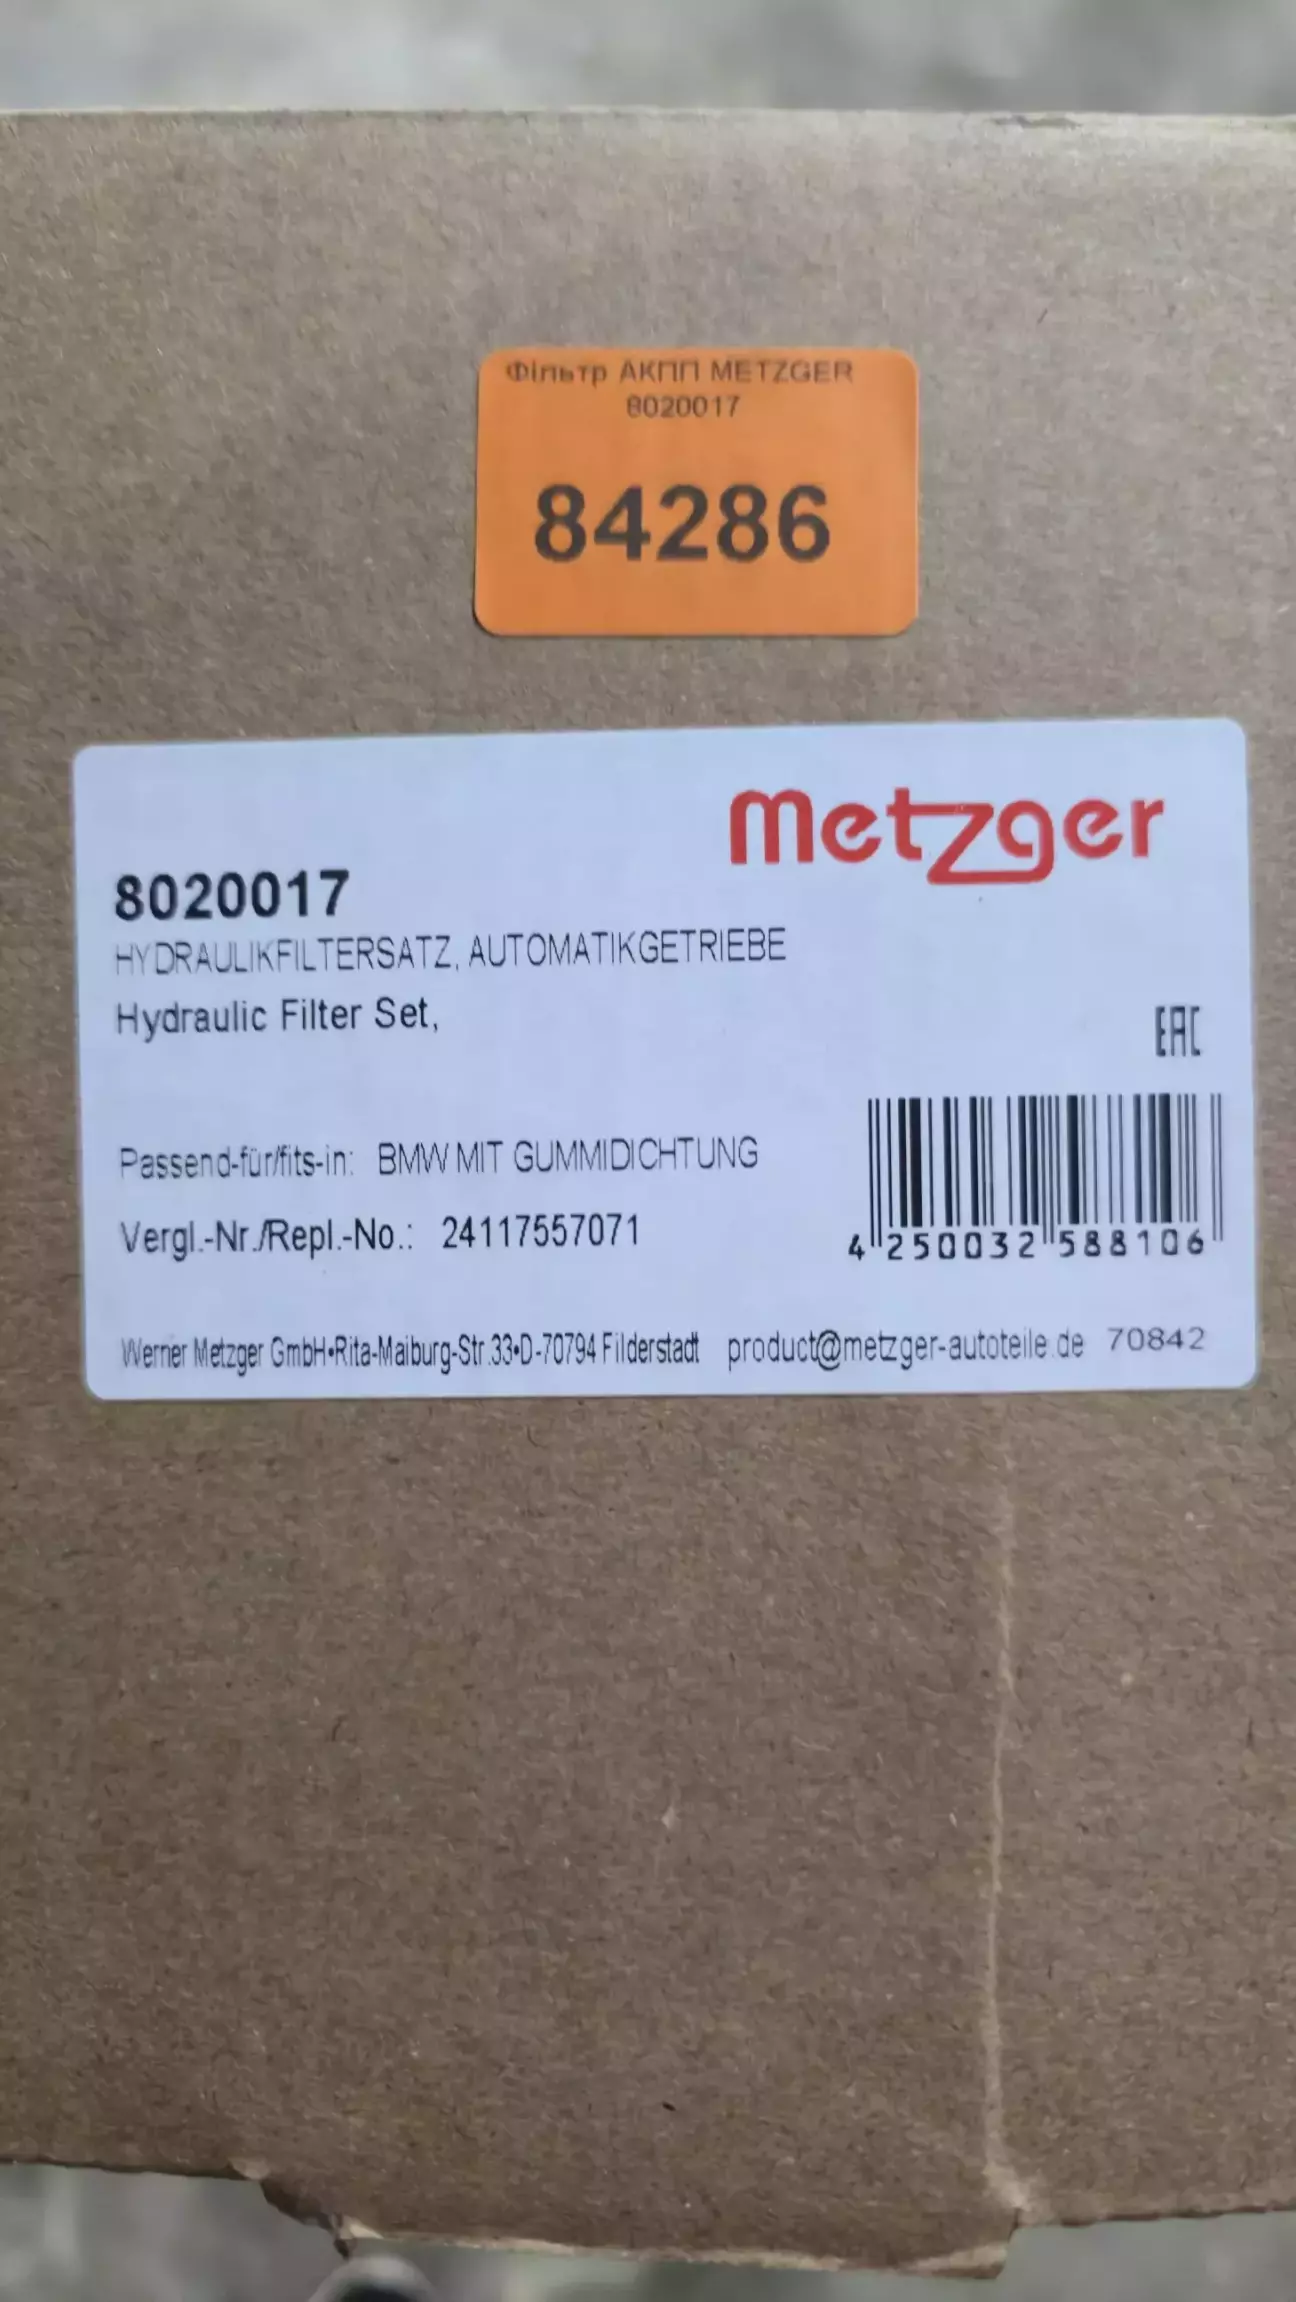 Фільтр АКПП METZGER
8020017
84286
metzger
8020017
HYDRAULIKFILTERSATZ, AUTOMATIKGETRIEBE
Hydraulic Filter Set,
EAC
Passend-für/fits-in: BMW MIT GUMMIDICHTUNG
Vergl.-Nr./Repl.-No.: 24117557071
4 250032 588106
Werner Metzger GmbH•Rita-Maiburg-Str.33•D-70794 Filderstadt product@metzger-autoteile.de 70842